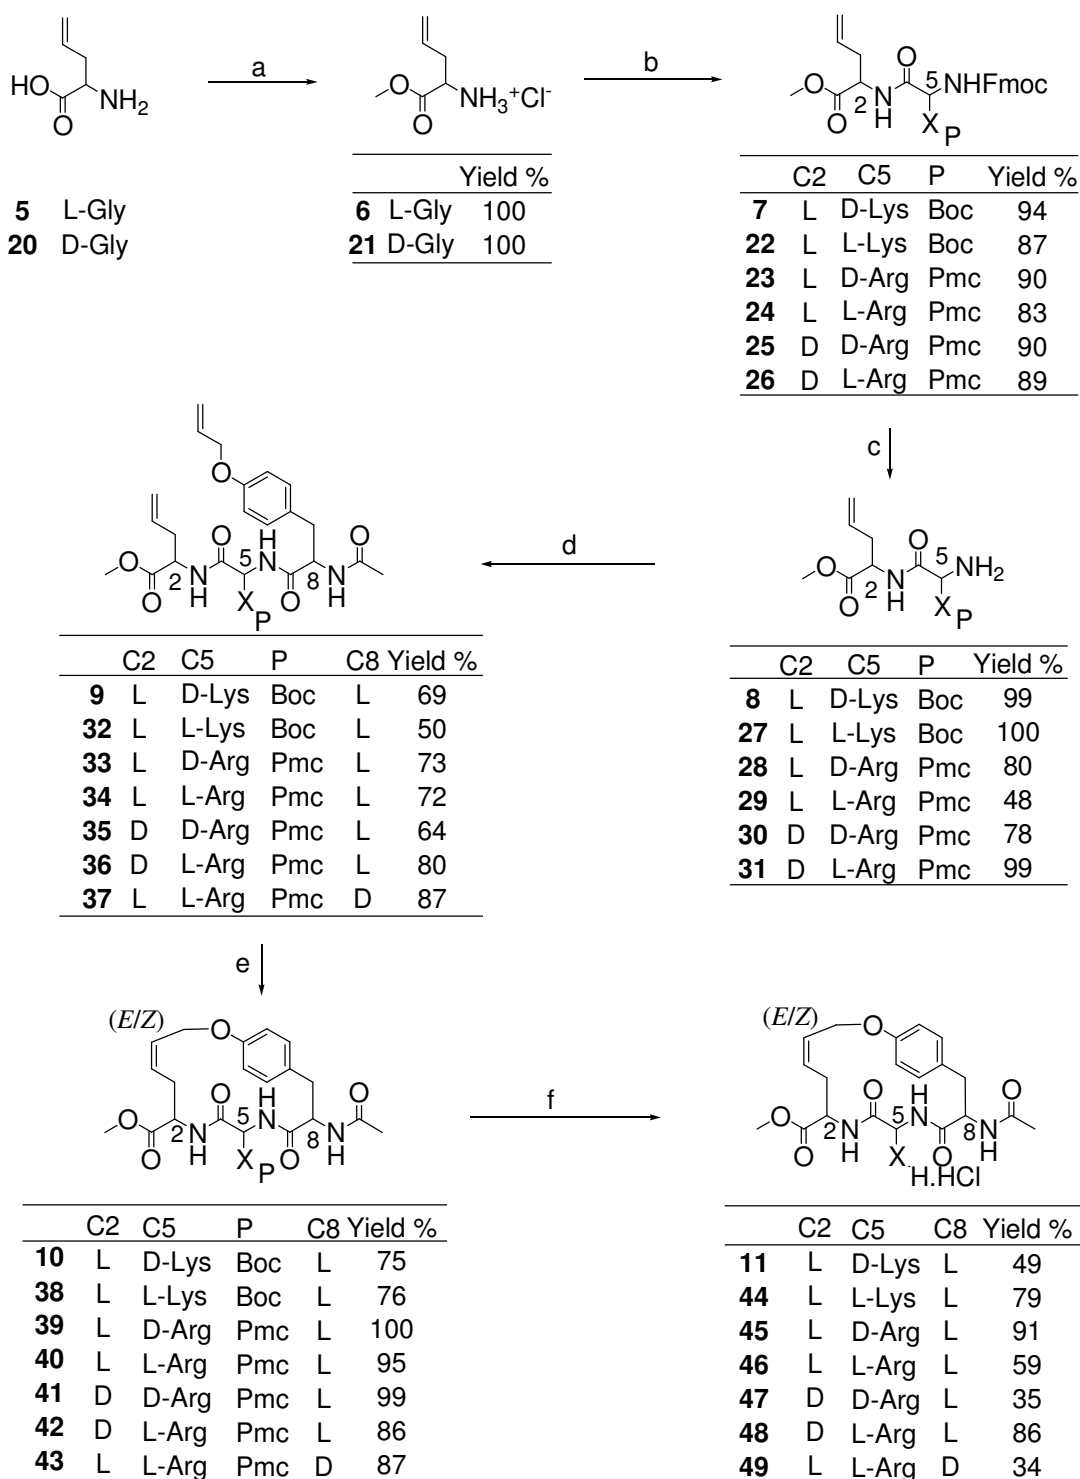 HO
O
NH2
5 L-Gly
20 D-Gly
a
O
O
NH3+Cl-
Yield %
6 L-Gly 100
21 D-Gly 100
b
O
O
2
N
H
O
5
NHFmoc
X
P
C2 C5 P Yield %
7 L D-Lys Boc 94
22 L L-Lys Boc 87
23 L D-Arg Pmc 90
24 L L-Arg Pmc 83
25 D D-Arg Pmc 90
26 D L-Arg Pmc 89
c
O
O
2
N
H
O
5
NH2
X
P
C2 C5 P Yield %
8 L D-Lys Boc 99
27 L L-Lys Boc 100
28 L D-Arg Pmc 80
29 L L-Arg Pmc 48
30 D D-Arg Pmc 78
31 D L-Arg Pmc 99
d
O
O
O
2
N
H
O
5
H
N
X
P
O
8
N
H
O
C2 C5 P C8 Yield %
9 L D-Lys Boc L 69
32 L L-Lys Boc L 50
33 L D-Arg Pmc L 73
34 L L-Arg Pmc L 72
35 D D-Arg Pmc L 64
36 D L-Arg Pmc L 80
37 L L-Arg Pmc D 87
e
(E/Z)
O
O
O
2
N
H
O
5
H
N
X
P
O
8
N
H
O
C2 C5 P C8 Yield %
10 L D-Lys Boc L 75
38 L L-Lys Boc L 76
39 L D-Arg Pmc L 100
40 L L-Arg Pmc L 95
41 D D-Arg Pmc L 99
42 D L-Arg Pmc L 86
43 L L-Arg Pmc D 87
f
(E/Z)
O
O
O
2
N
H
O
5
H
N
X
H.HCl
O
8
N
H
O
C2 C5 C8 Yield %
11 L D-Lys L 49
44 L L-Lys L 79
45 L D-Arg L 91
46 L L-Arg L 59
47 D D-Arg L 35
48 D L-Arg L 86
49 L L-Arg D 34